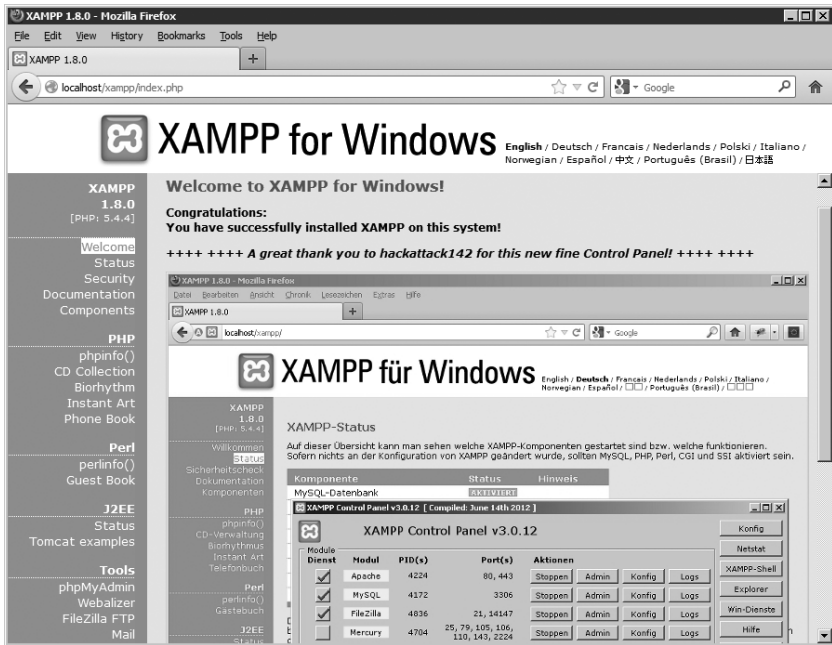 XAMPP 1.8.0 - Mozilla Firefox
File Edit View History Bookmarks Tools Help
XAMPP 1.8.0
localhost/xampp/index.php
Google
XAMPP for Windows
English / Deutsch / Francais / Nederlands / Polski / Italiano /
Norwegian / Español / 中文 / Português (Brasil) / 日本語
XAMPP
1.8.0
[PHP: 5.4.4]
Welcome
Status
Security
Documentation
Components
PHP
phpinfo()
CD Collection
Biorhythm
Instant Art
Phone Book
Perl
perlinfo()
Guest Book
J2EE
Status
Tomcat examples
Tools
phpMyAdmin
Webalizer
FileZilla FTP
Mail
Welcome to XAMPP for Windows!
Congratulations:
You have successfully installed XAMPP on this system!
++++ ++++ A great thank you to hackattack142 for this new fine Control Panel! ++++ ++++
XAMPP 1.8.0 - Mozilla Firefox
Datei Bearbeiten Ansicht Chronik Lesezeichen Extras Hilfe
XAMPP 1.8.0
localhost/xampp/
Google
XAMPP für Windows
English / Deutsch / Francais / Nederlands / Polski / Italiano /
Norwegian / Español / □□ / Português (Brasil) / □□□
XAMPP
1.8.0
[PHP: 5.4.4]
Willkommen
Status
Sicherheitscheck
Dokumentation
Komponenten
PHP
phpinfo()
CD-Verwaltung
Biorhythmus
Instant Art
Telefonbuch
Perl
perlinfo()
Gästebuch
J2EE
Status
XAMPP-Status
Auf dieser Übersicht kann man sehen welche XAMPP-Komponenten gestartet sind bzw. welche funktionieren.
Sofern nichts an der Konfiguration von XAMPP geändert wurde, sollten MySQL, PHP, Perl, CGI und SSI aktiviert sein.
Komponente Status Hinweis
MySQL-Datenbank AKTIVIERT
XAMPP Control Panel v3.0.12 [ Compiled: June 14th 2012 ]
XAMPP Control Panel v3.0.12
Module
Dienst Modul PID(s) Port(s) Aktionen
Apache 4224 80, 443 Stoppen Admin Konfig Logs
MySQL 4172 3306 Stoppen Admin Konfig Logs
FileZilla 4836 21, 14147 Stoppen Admin Konfig Logs
Mercury 4704 25, 79, 105, 106, 110, 143, 2224 Stoppen Admin Konfig Logs
Konfig
Netstat
XAMPP-Shell
Explorer
Win-Dienste
Hilfe